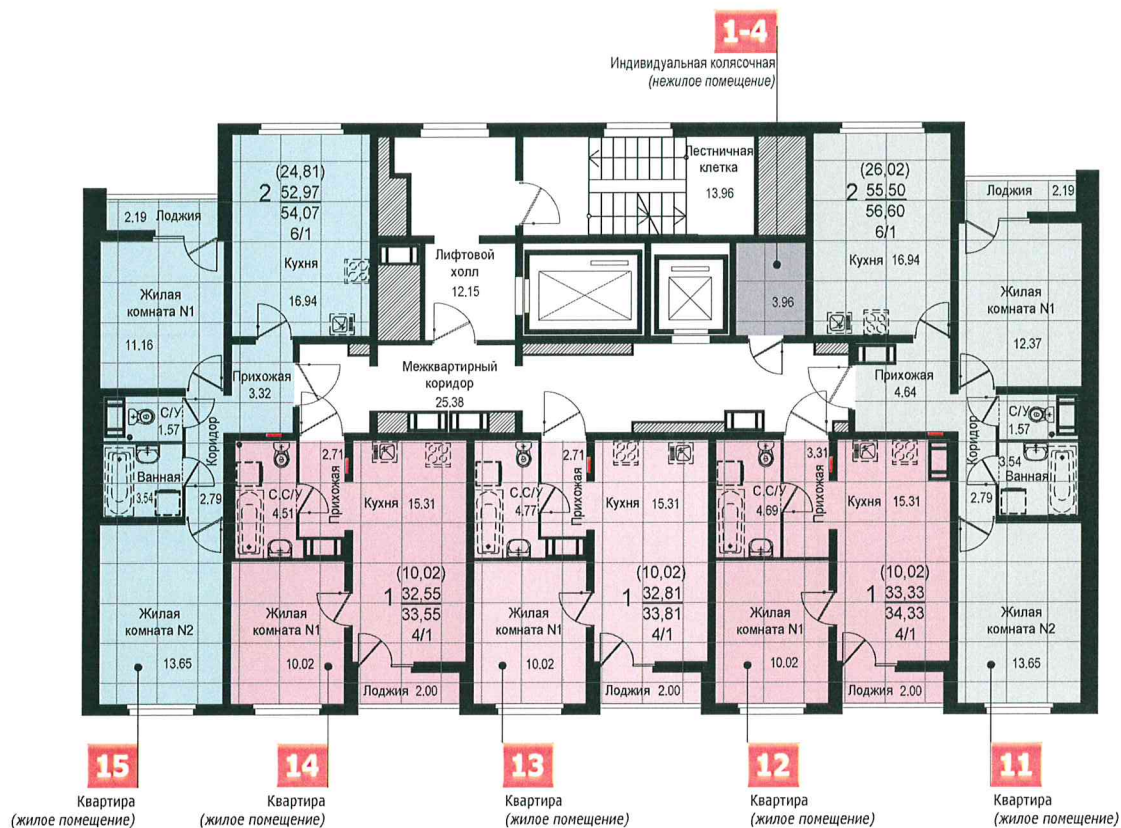 1-4
Индивидуальная колясочная
(нежилое помещение)
Лестничная
клетка
13.96
(24,81)
2 52,97
54,07
6/1
Кухня
16.94
2.19 Лоджия
Жилая
комната N1
11.16
Лифтовой
холл
12.15
3.96
(26,02)
2 55,50
56,60
6/1
Кухня 16.94
Лоджия 2.19
Жилая
комната N1
12.37
Прихожая
3.32
Межквартирный
коридор
25.38
Прихожая
4.64
С/У
1.57
Коридор
Ванная
3.54
2.79
С/У
1.57
Коридор
3.54
Ванная
2.79
2.71
Прихожая
С.С/У
4.51
Кухня 15.31
(10,02)
1 32,55
33,55
4/1
2.71
Прихожая
С.С/У
4.77
Кухня 15.31
(10,02)
1 32,81
33,81
4/1
3.31
Прихожая
С.С/У
4.69
Кухня 15.31
(10,02)
1 33,33
34,33
4/1
Жилая
комната N2
13.65
Жилая
комната N1
10.02
Лоджия 2.00
Жилая
комната N1
10.02
Лоджия 2.00
Жилая
комната N1
10.02
Лоджия 2.00
Жилая
комната N2
13.65
15
Квартира
(жилое помещение)
14
Квартира
(жилое помещение)
13
Квартира
(жилое помещение)
12
Квартира
(жилое помещение)
11
Квартира
(жилое помещение)